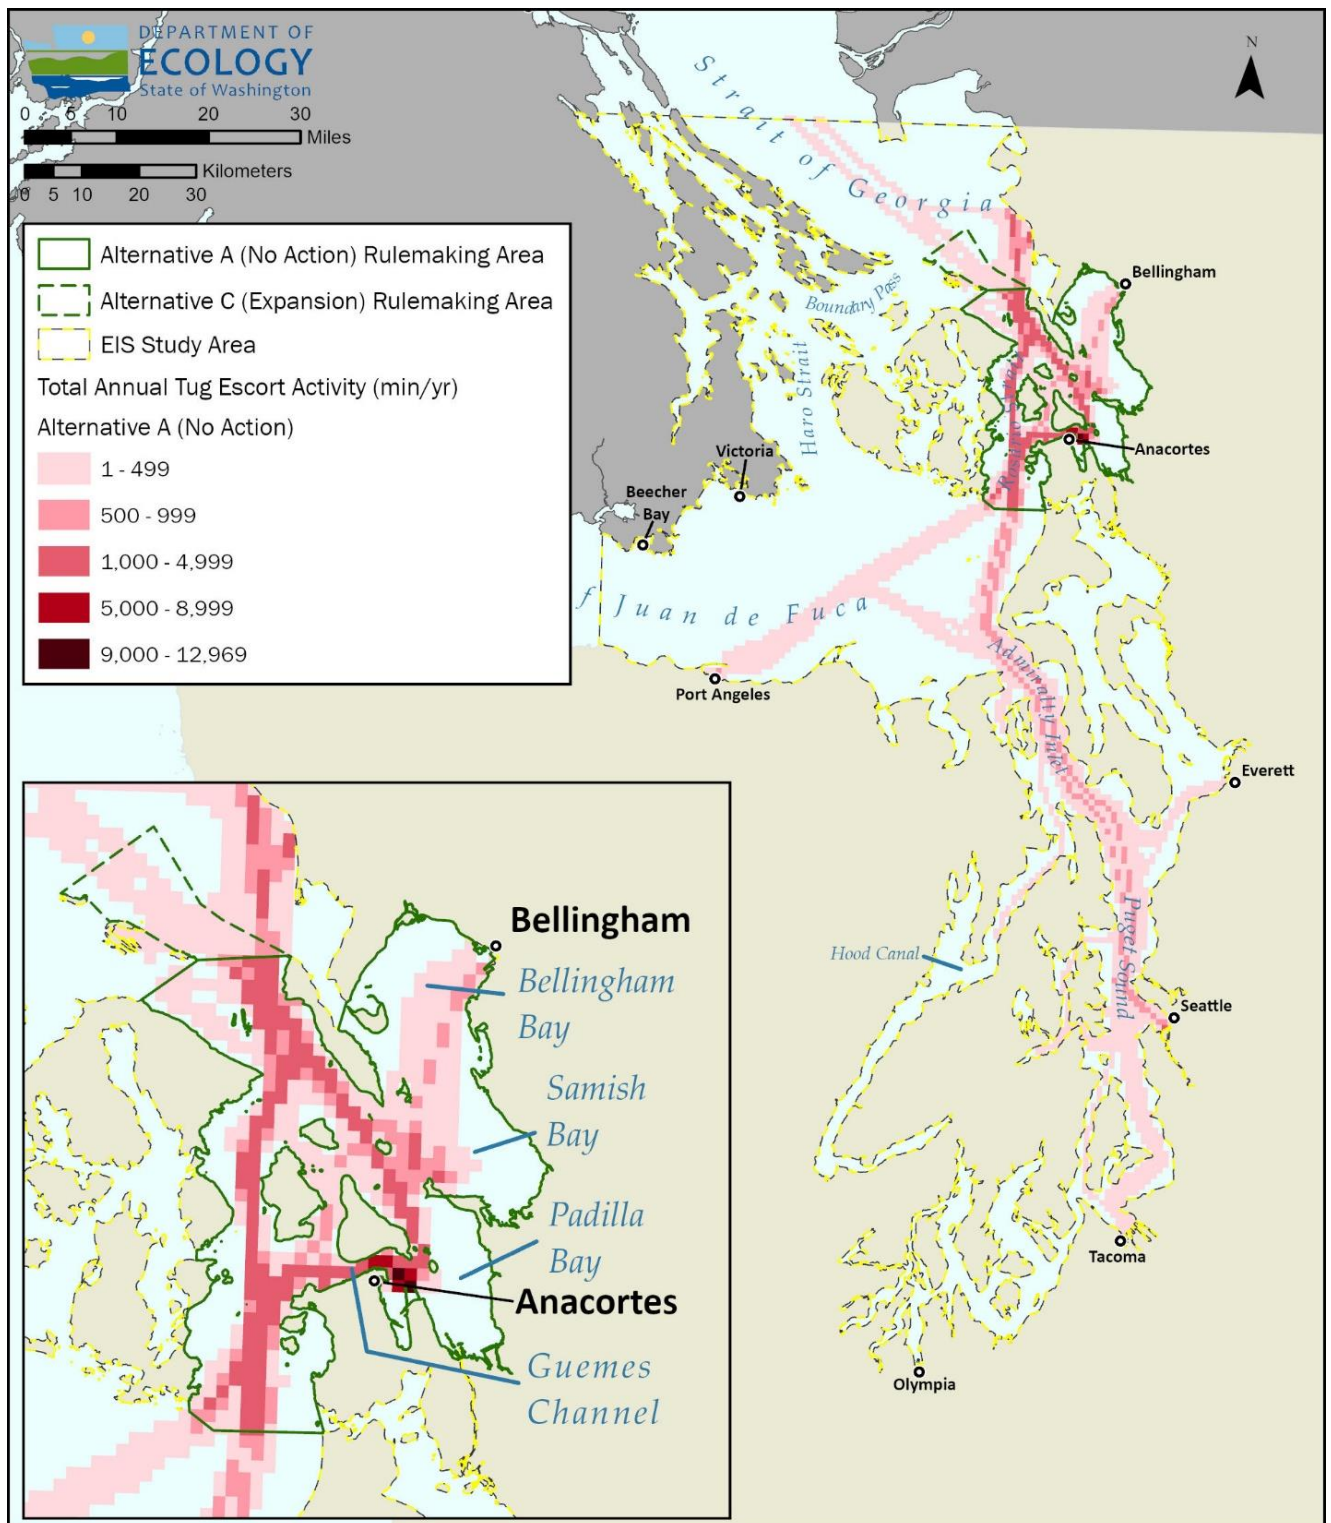 DEPARTMENT OF
ECOLOGY
State of Washington
0 5 10 20 30
Miles
Kilometers
0 5 10 20 30
Alternative A (No Action) Rulemaking Area
Alternative C (Expansion) Rulemaking Area
EIS Study Area
Total Annual Tug Escort Activity (min/yr)
Alternative A (No Action)
1 - 499
500 - 999
1,000 - 4,999
5,000 - 8,999
9,000 - 12,969
N
Strait of Georgia
Bellingham
Boundary Pass
Haro Strait
Rosario Strait
Anacortes
Victoria
Beecher
Bay
f Juan de Fuca
Port Angeles
Admiralty Inlet
Everett
Puget Sound
Hood Canal
Seattle
Tacoma
Olympia
Bellingham
Bellingham
Bay
Samish
Bay
Padilla
Bay
Anacortes
Guemes
Channel